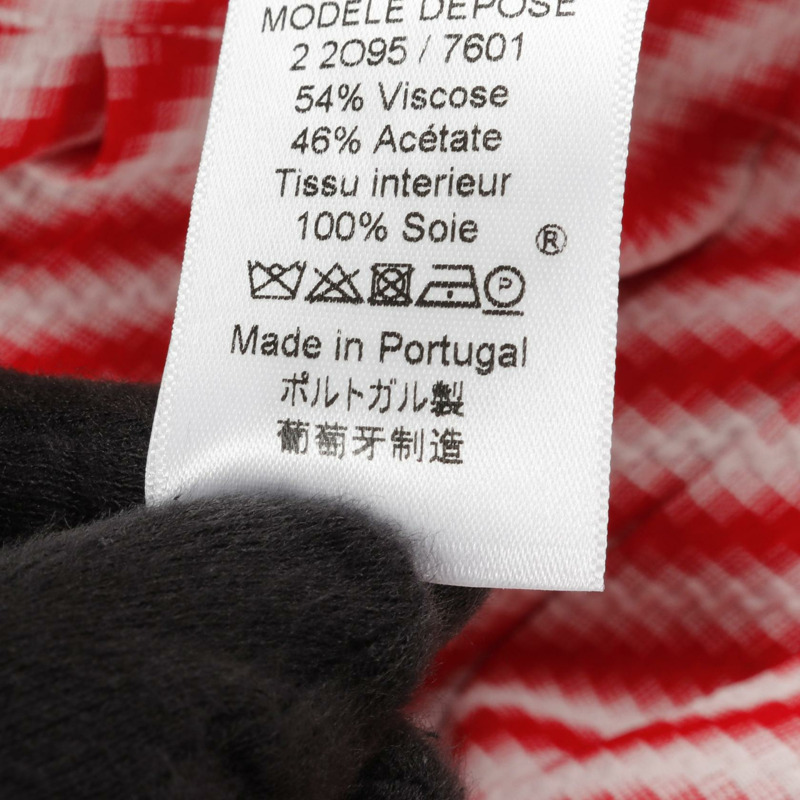 MODELE DEPOSE
2 2O95 / 7601
54% Viscose
46% Acétate
Tissu interieur
100% Soie
®
P
Made in Portugal
ポルトガル製
葡萄牙制造